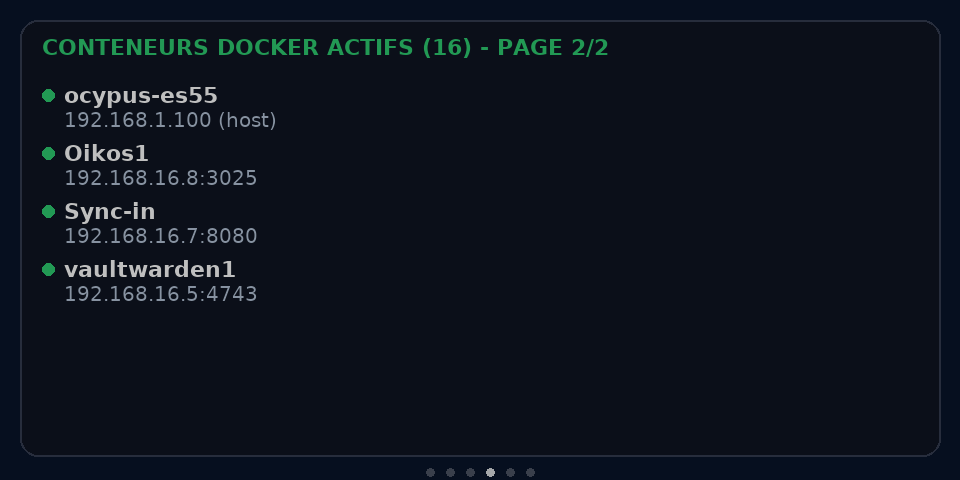 CONTENEURS DOCKER ACTIFS (16) - PAGE 2/2
ocypus-es55
192.168.1.100 (host)
Oikos1
192.168.16.8:3025
Sync-in
192.168.16.7:8080
vaultwarden1
192.168.16.5:4743